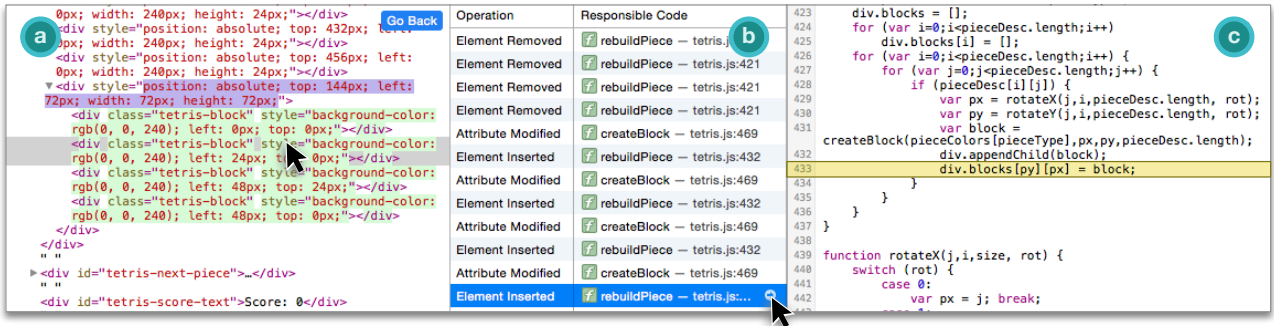 0px; width: 240px; height: 24px;"></div>
<div style="position: absolute; top: 432px; left:
0px; width: 240px; height: 24px;"></div>
<div style="position: absolute; top: 456px; left:
0px; width: 240px; height: 24px;"></div>
▼<div style="position: absolute; top: 144px; left:
72px; width: 72px; height: 72px;">
<div class="tetris-block" style="background-color:
rgb(0, 0, 240); left: 0px; top: 0px;"></div>
<div class="tetris-block" style="background-color:
rgb(0, 0, 240); left: 24px; top: 0px;"></div>
<div class="tetris-block" style="background-color:
rgb(0, 0, 240); left: 48px; top: 24px;"></div>
<div class="tetris-block" style="background-color:
rgb(0, 0, 240); left: 48px; top: 0px;"></div>
</div>
</div>
" "
▶<div id="tetris-next-piece">…</div>
" "
<div id="tetris-score-text">Score: 0</div>
Go Back
a
Operation Responsible Code
Element Removed f rebuildPiece — tetris.j
Element Removed f rebuildPiece — tetris.js:421
Element Removed f rebuildPiece — tetris.js:421
Element Removed f rebuildPiece — tetris.js:421
Attribute Modified f createBlock — tetris.js:469
Element Inserted f rebuildPiece — tetris.js:432
Attribute Modified f createBlock — tetris.js:469
Element Inserted f rebuildPiece — tetris.js:432
Attribute Modified f createBlock — tetris.js:469
Element Inserted f rebuildPiece — tetris.js:432
Attribute Modified f createBlock — tetris.js:469
Element Inserted f rebuildPiece — tetris.js:...
b
423 div.blocks = [];
424 for (var i=0;i<pieceDesc.length;i++)
425 div.blocks[i] = [];
426 for (var i=0;i<pieceDesc.length;i++) {
427 for (var j=0;j<pieceDesc.length;j++) {
428 if (pieceDesc[i][j]) {
429 var px = rotateX(j,i,pieceDesc.length, rot);
430 var py = rotateY(j,i,pieceDesc.length, rot);
431 var block =
createBlock(pieceColors[pieceType],px,py,pieceDesc.length);
432 div.appendChild(block);
433 div.blocks[py][px] = block;
434 }
435 }
436 }
437 }
438
439 function rotateX(j,i,size, rot) {
440 switch (rot) {
441 case 0:
442 var px = j; break;
c